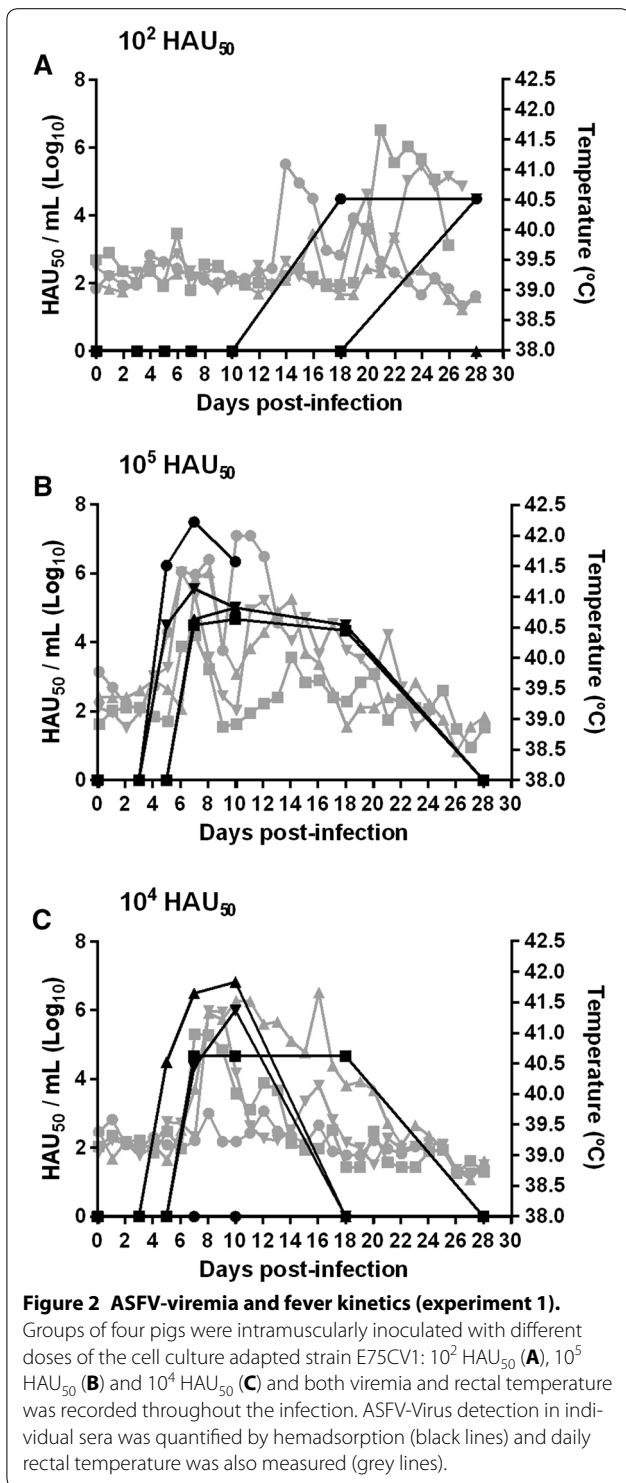 10² HAU₅₀
A
8
6
4
2
0
HAU₅₀ / mL (Log₁₀)
42.5
42.0
41.5
41.0
40.5
40.0
39.5
39.0
38.5
38.0
Temperature (ºC)
0 2 4 6 8 10 12 14 16 18 20 22 24 26 28 30
Days post-infection
10⁵ HAU₅₀
B
8
6
4
2
0
HAU₅₀ / mL (Log₁₀)
42.5
42.0
41.5
41.0
40.5
40.0
39.5
39.0
38.5
38.0
Temperature (ºC)
0 2 4 6 8 10 12 14 16 18 20 22 24 26 28 30
Days post-infection
10⁴ HAU₅₀
C
8
6
4
2
0
HAU₅₀ / mL (Log₁₀)
42.5
42.0
41.5
41.0
40.5
40.0
39.5
39.0
38.5
38.0
Temperature (ºC)
0 2 4 6 8 10 12 14 16 18 20 22 24 26 28 30
Days post-infection
Figure 2 ASFV-viremia and fever kinetics (experiment 1).
Groups of four pigs were intramuscularly inoculated with different
doses of the cell culture adapted strain E75CV1: 10² HAU₅₀ (A), 10⁵
HAU₅₀ (B) and 10⁴ HAU₅₀ (C) and both viremia and rectal temperature
was recorded throughout the infection. ASFV-Virus detection in indi-
vidual sera was quantified by hemadsorption (black lines) and daily
rectal temperature was also measured (grey lines).